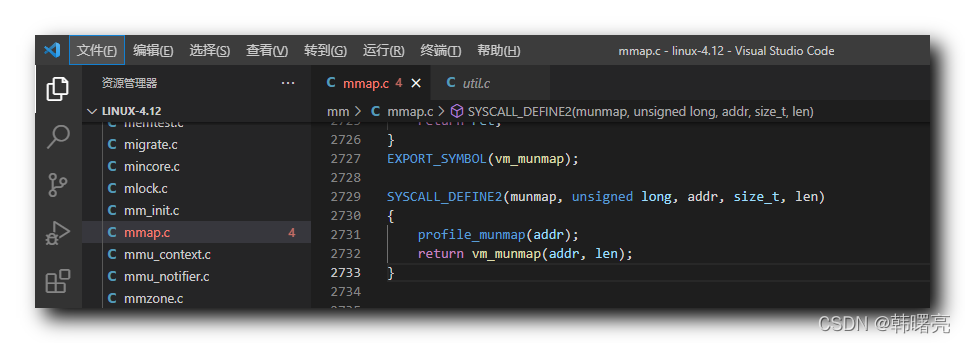 文件(F) 编辑(E) 选择(S) 查看(V) 转到(G) 运行(R) 终端(T) 帮助(H) mmap.c - linux-4.12 - Visual Studio Code
资源管理器 ···
LINUX-4.12
memtest.c
C migrate.c
C mincore.c
C mlock.c
C mm_init.c
C mmap.c 4
C mmu_context.c
C mmu_notifier.c
C mmzone.c
C mmap.c 4 × C util.c
mm > C mmap.c > SYSCALL_DEFINE2(munmap, unsigned long, addr, size_t, len)
2725 return ret;
2726 }
2727 EXPORT_SYMBOL(vm_munmap);
2728
2729 SYSCALL_DEFINE2(munmap, unsigned long, addr, size_t, len)
2730 {
2731 profile_munmap(addr);
2732 return vm_munmap(addr, len);
2733 }
2734
2735
CSDN @韩曙亮